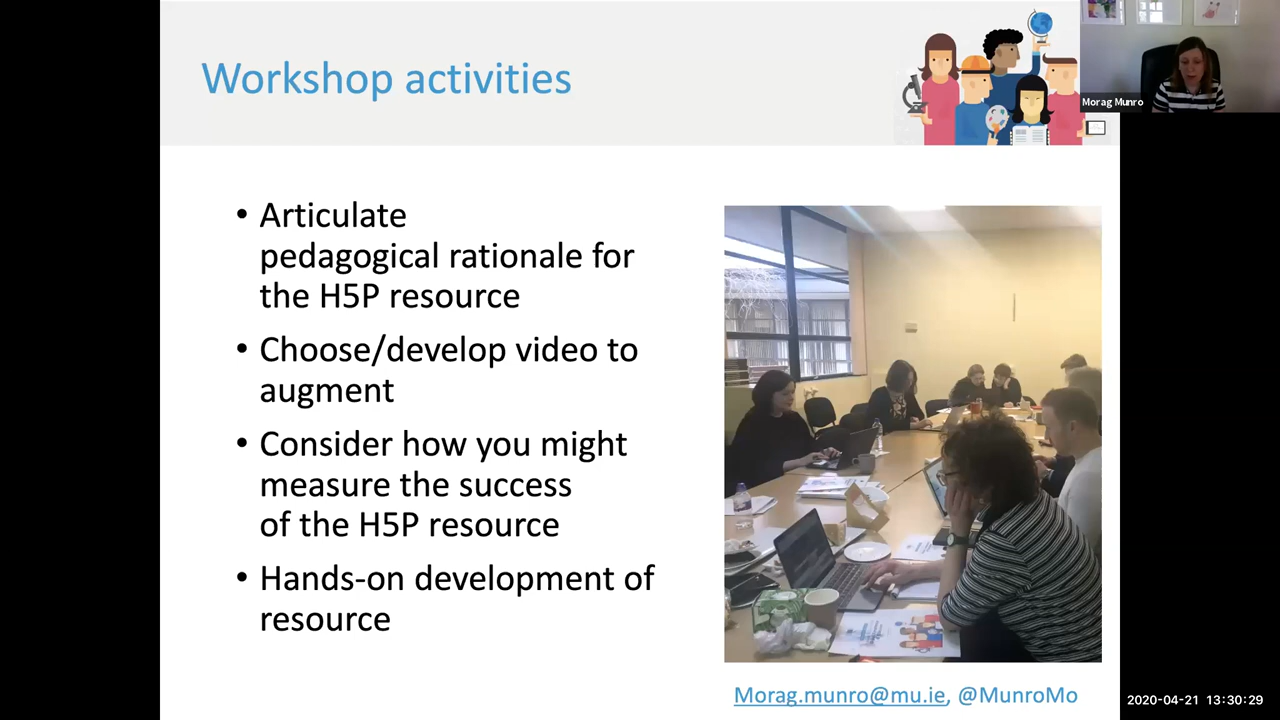 Workshop activities
Morag Munro
• Articulate
pedagogical rationale for
the H5P resource
• Choose/develop video to
augment
• Consider how you might
measure the success
of the H5P resource
• Hands-on development of
resource
Morag.munro@mu.ie, @MunroMo
2020-04-21 13:30:29